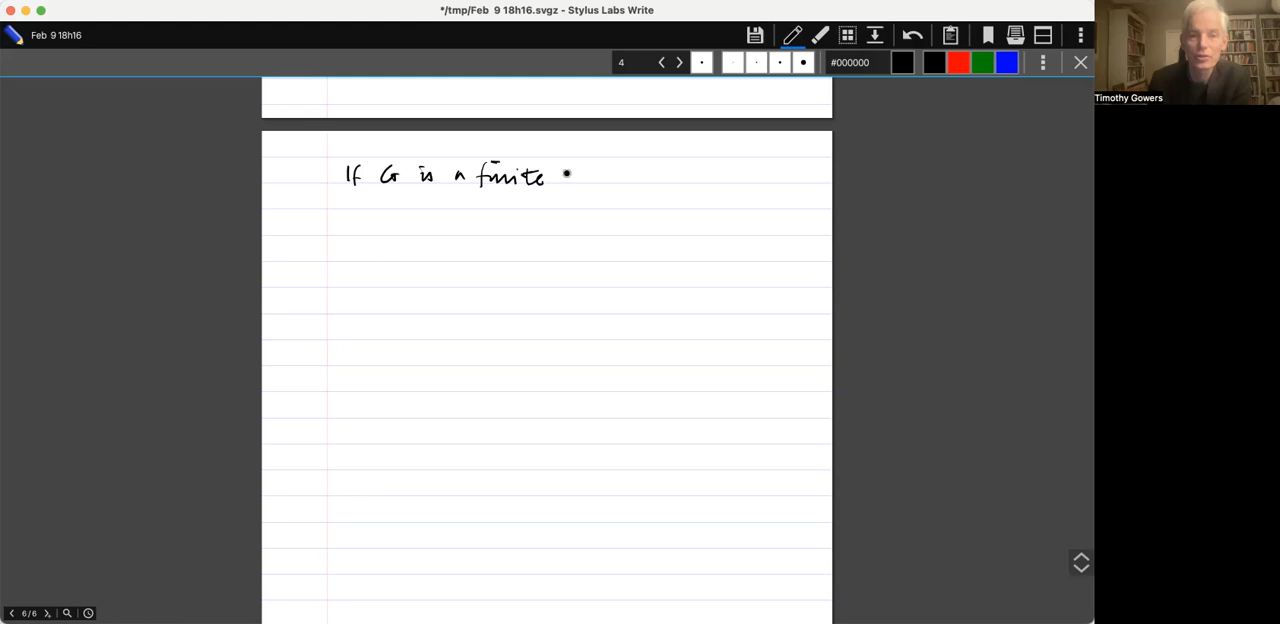 */tmp/Feb 9 18h16.svgz - Stylus Labs Write
Feb 9 18h16
4
#000000
Timothy Gowers
If G is a finite
6/6